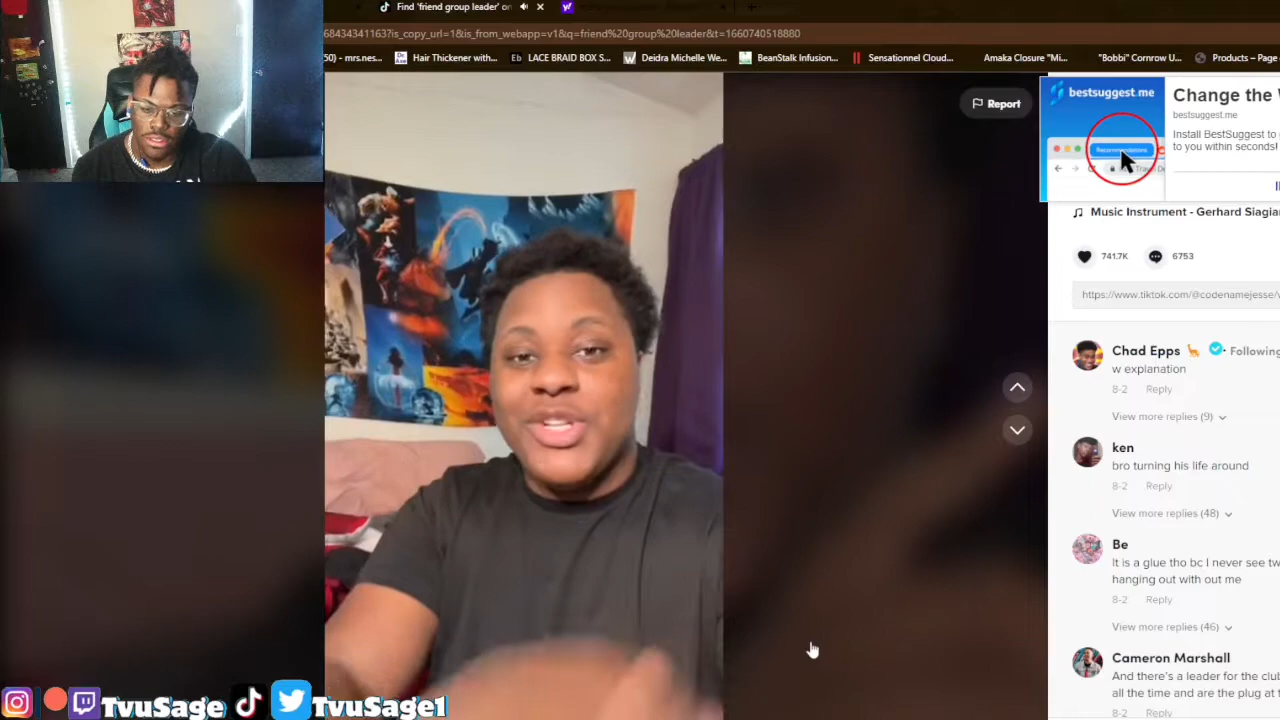 Find 'friend group leader' o
68434341163?is_copy_url=1&is_from_webapp=v1&q=friend%20group%20leader&t=1660740518880
50) - mrs.nes...
Hair Thickener with...
Eb
LACE BRAID BOX S...
W
Deidra Michelle We...
BeanStalk Infusion...
Sensationnel Cloud...
Amaka Closure "Mi...
"Bobbi" Cornrow U...
Products – Page
Report
bestsuggest.me
Recommendations
Change the
bestsuggest.me
Install BestSuggest to
to you within seconds!
Music Instrument - Gerhard Siagian
741.7K
6753
https://www.tiktok.com/@codenamejesse/v
Chad Epps
Following
w explanation
8-2 Reply
View more replies (9)
ken
bro turning his life around
8-2 Reply
View more replies (48)
Be
It is a glue tho bc I never see tw
hanging out with out me
8-2 Reply
View more replies (46)
Cameron Marshall
And there's a leader for the club
all the time and are the plug at t
8-2 Reply
TvuSage
TvuSage1